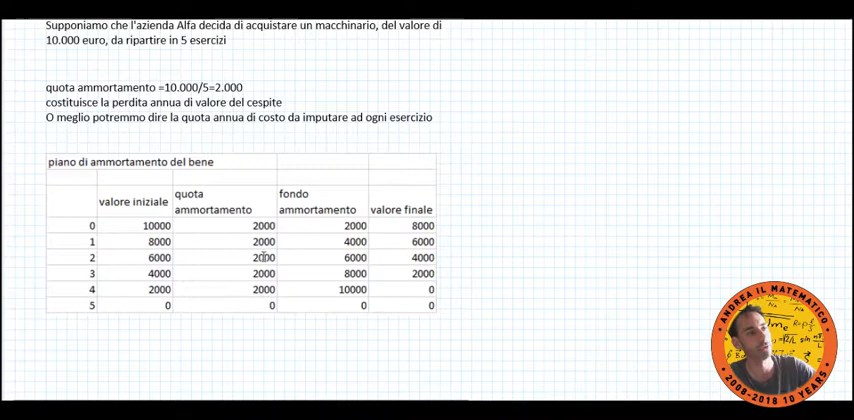 Supponiamo che l'azienda Alfa decida di acquistare un macchinario, del valore di
10.000 euro, da ripartire in 5 esercizi
quota ammortamento =10.000/5=2.000
costituisce la perdita annua di valore del cespite
O meglio potremmo dire la quota annua di costo da imputare ad ogni esercizio
piano di ammortamento del bene
valore iniziale quota ammortamento fondo ammortamento valore finale
0 10000 2000 2000 8000
1 8000 2000 4000 6000
2 6000 2000 6000 4000
3 4000 2000 8000 2000
4 2000 2000 10000 0
5 0 0 0 0
ANDREA IL MATEMATICO
2008-2018 10 YEARS